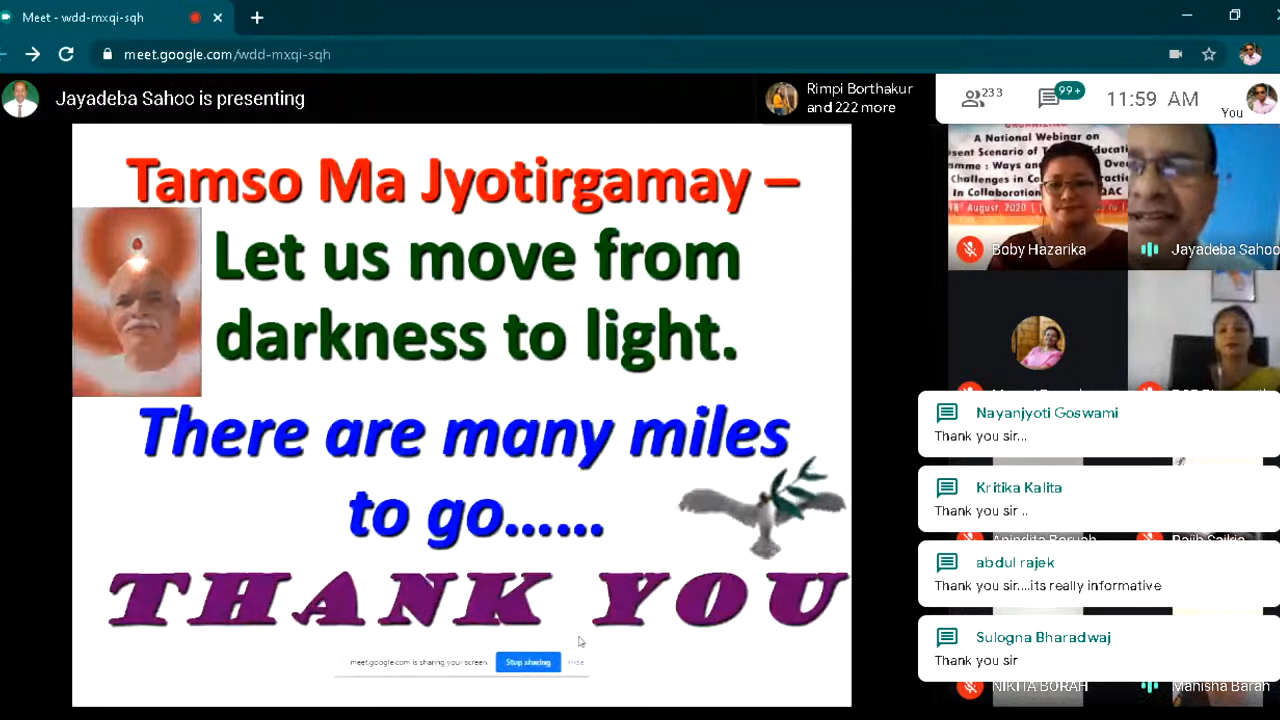 Meet - wdd-mxqi-sqh
meet.google.com/wdd-mxqi-sqh
Jayadeba Sahoo is presenting
Rimpi Borthakur
and 222 more
233
99+
11:59 AM
You
Tamso Ma Jyotirgamay –
Let us move from
darkness to light.
There are many miles
to go......
THANK YOU
meet.google.com is sharing your screen.
Stop sharing
Hide
A National Webinar on
In Collaboration
August, 2020
Boby Hazarika
Jayadeba Sahoo
Nayanjyoti Goswami
Thank you sir...
Kritika Kalita
Thank you sir ..
abdul rajek
Thank you sir....its really informative
Sulogna Bharadwaj
Thank you sir
NIKITA BORAH
Manisha Barah